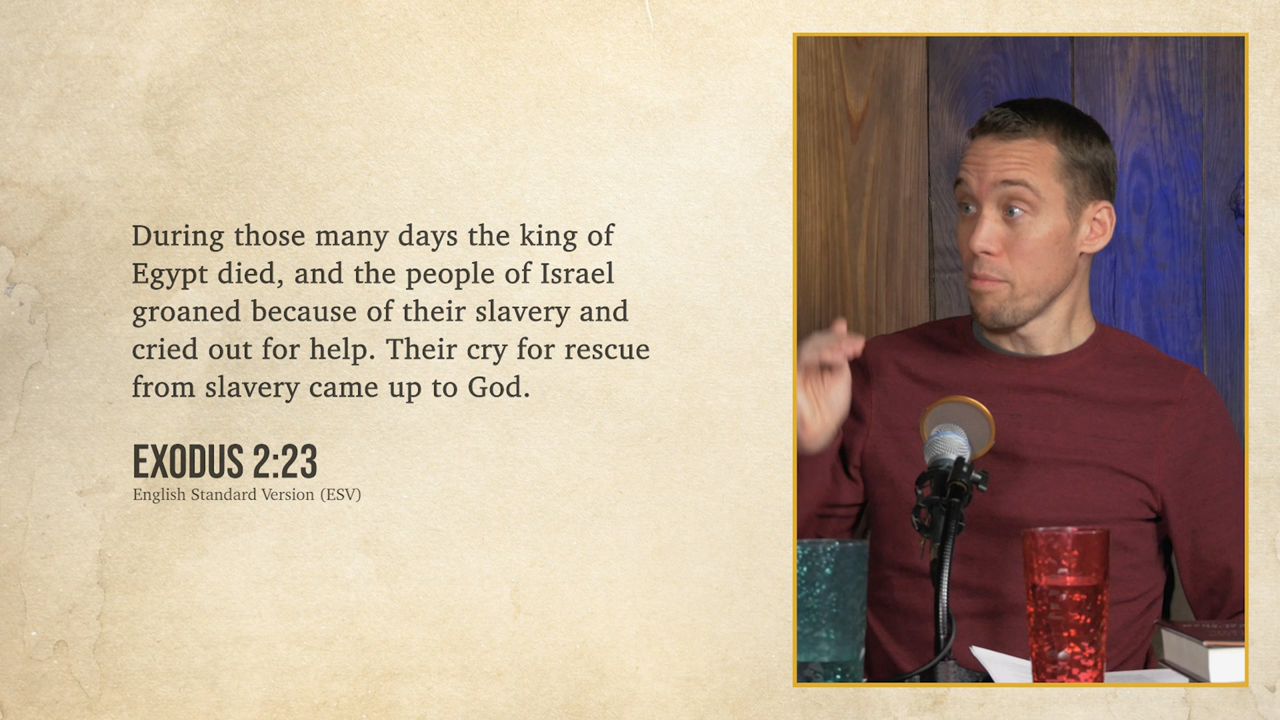 During those many days the king of
Egypt died, and the people of Israel
groaned because of their slavery and
cried out for help. Their cry for rescue
from slavery came up to God.
EXODUS 2:23
English Standard Version (ESV)